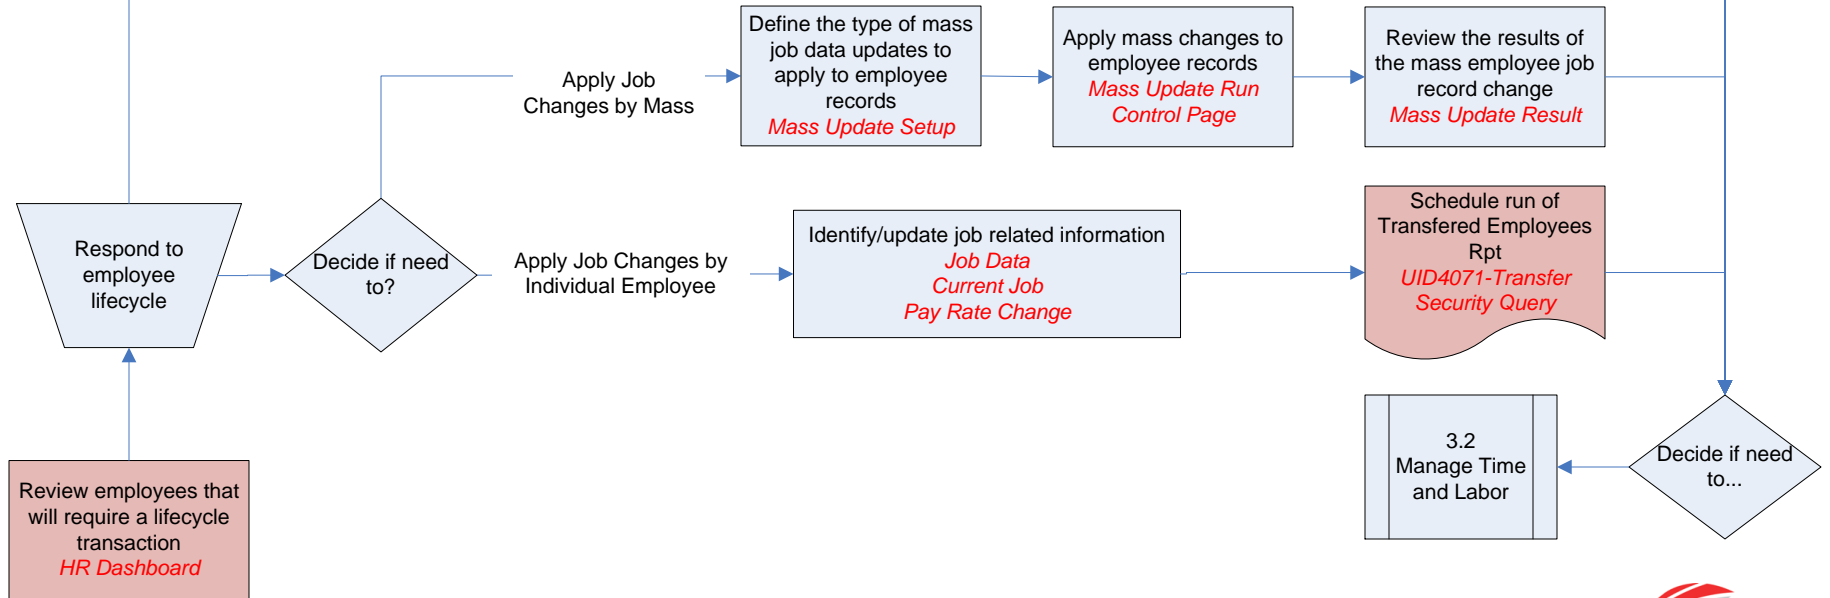 Define the type of mass
job data updates to
apply to employee
records
Mass Update Setup
Apply mass changes to
employee records
Mass Update Run
Control Page
Review the results of
the mass employee job
record change
Mass Update Result
Apply Job
Changes by Mass
Respond to
employee
lifecycle
Decide if need
to?
Apply Job Changes by
Individual Employee
Identify/update job related information
Job Data
Current Job
Pay Rate Change
Schedule run of
Transfered Employees
Rpt
UID4071-Transfer
Security Query
Review employees that
will require a lifecycle
transaction
HR Dashboard
3.2
Manage Time
and Labor
Decide if need
to...